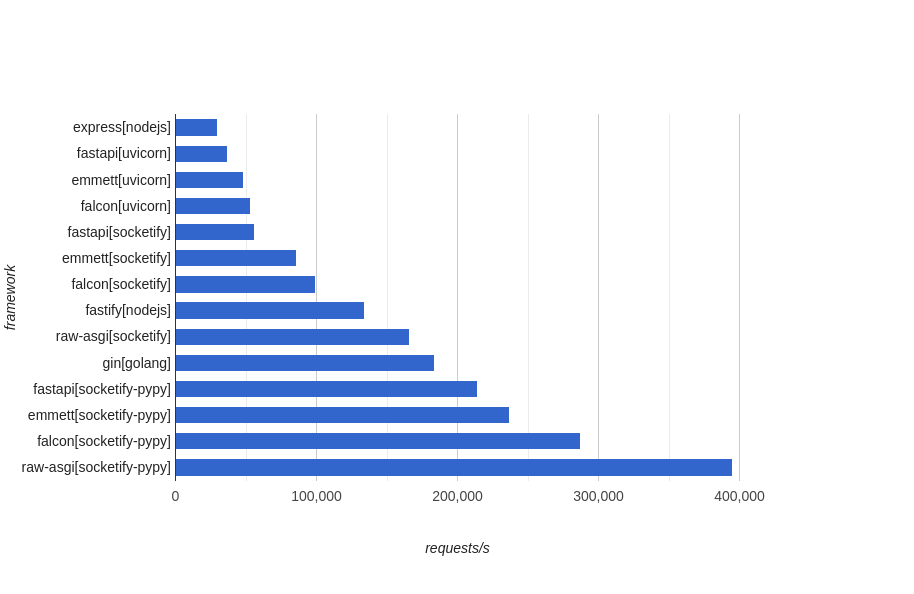 express[nodejs]
fastapi[uvicorn]
emmett[uvicorn]
falcon[uvicorn]
fastapi[socketify]
emmett[socketify]
falcon[socketify]
fastify[nodejs]
raw-asgi[socketify]
gin[golang]
fastapi[socketify-pypy]
emmett[socketify-pypy]
falcon[socketify-pypy]
raw-asgi[socketify-pypy]
framework
0 100,000 200,000 300,000 400,000
requests/s